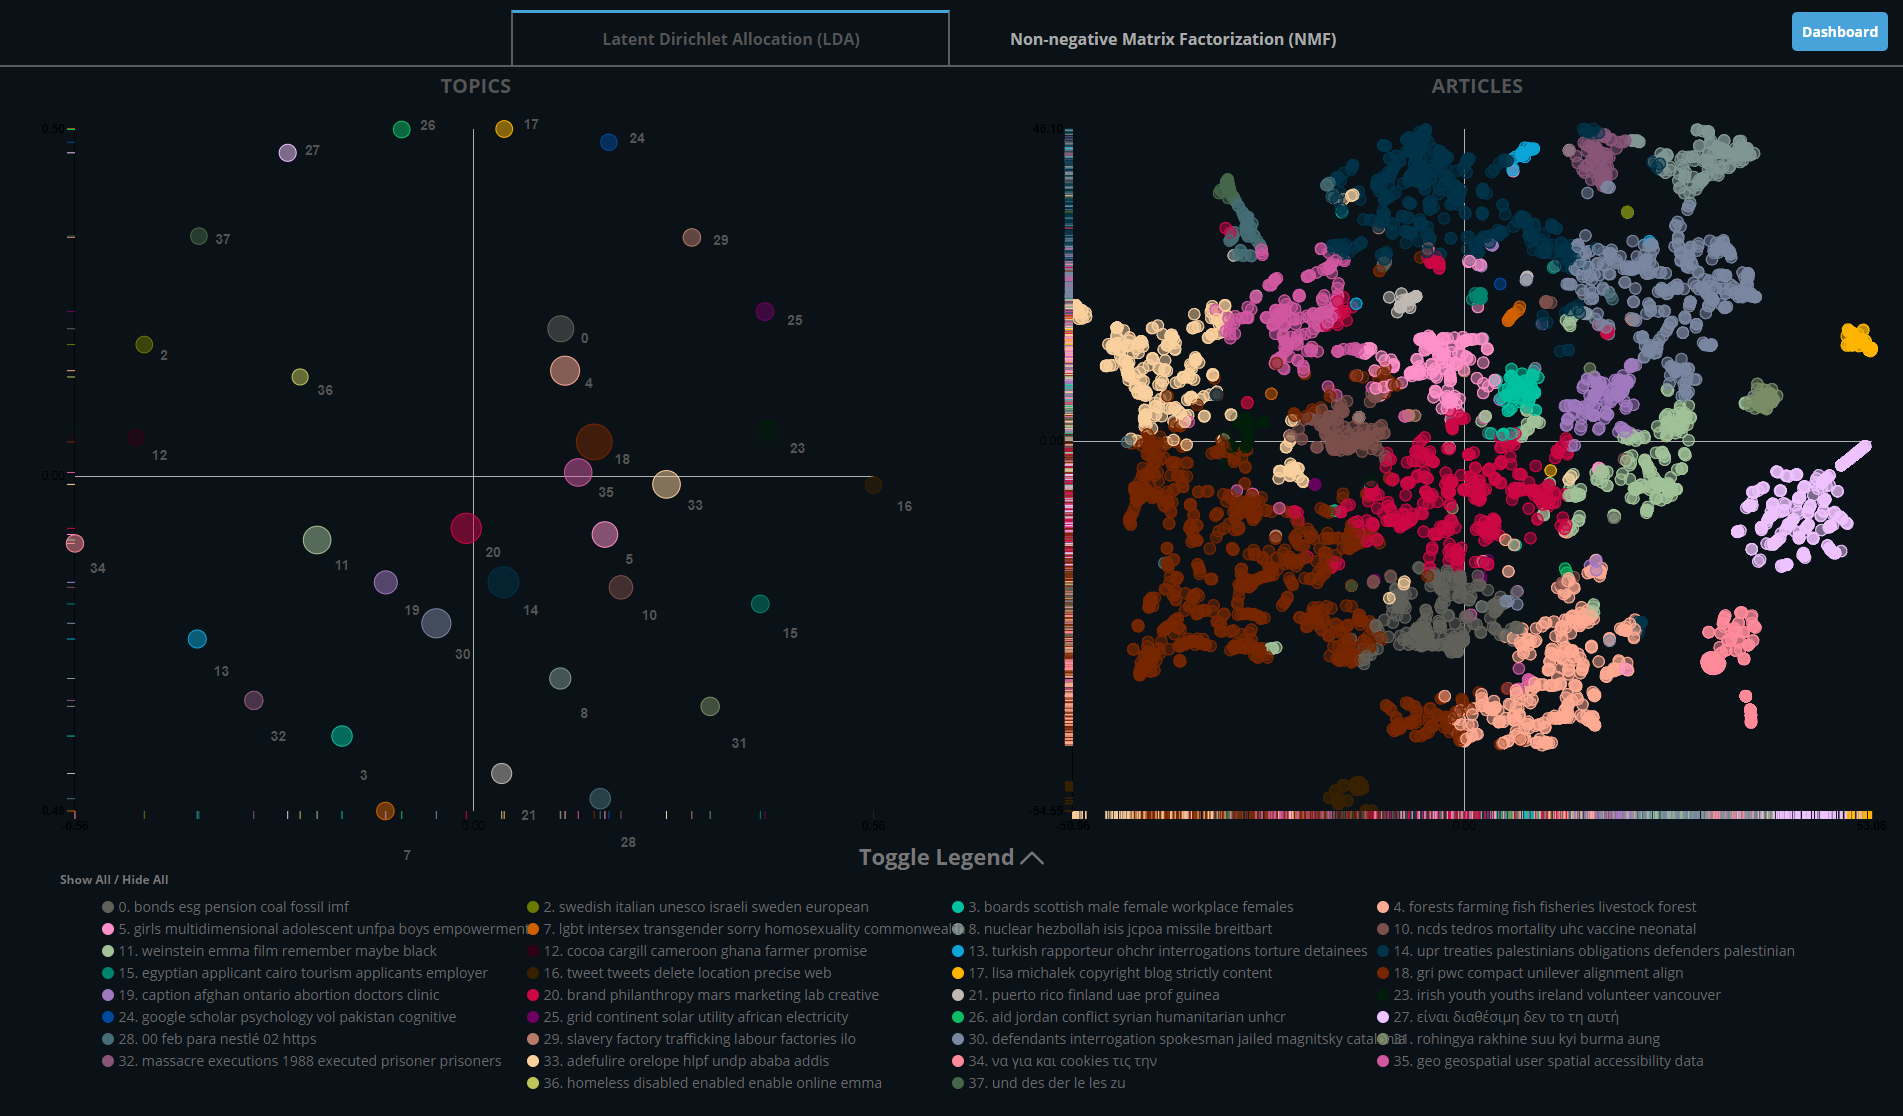 Latent Dirichlet Allocation (LDA)
Non-negative Matrix Factorization (NMF)
Dashboard
TOPICS
ARTICLES
0.50
26
17
24
27
37
29
25
0
2
4
36
12
18
23
0.00
35
33
16
20
5
34
11
19
14
10
15
30
13
8
32
31
3
21
28
7
-0.48
-0.56
0.00
0.56
46.10
0.00
-54.55
-50.96
0.00
53.06
Toggle Legend
Show All / Hide All
0. bonds esg pension coal fossil imf
2. swedish italian unesco israeli sweden european
3. boards scottish male female workplace females
4. forests farming fish fisheries livestock forest
5. girls multidimensional adolescent unfpa boys empowerment
7. lgbt intersex transgender sorry homosexuality commonwealth
8. nuclear hezbollah isis jcpoa missile breitbart
10. ncds tedros mortality uhc vaccine neonatal
11. weinstein emma film remember maybe black
12. cocoa cargill cameroon ghana farmer promise
13. turkish rapporteur ohchr interrogations torture detainees
14. upr treaties palestinians obligations defenders palestinian
15. egyptian applicant cairo tourism applicants employer
16. tweet tweets delete location precise web
17. lisa michalek copyright blog strictly content
18. gri pwc compact unilever alignment align
19. caption afghan ontario abortion doctors clinic
20. brand philanthropy mars marketing lab creative
21. puerto rico finland uae prof guinea
23. irish youth youths ireland volunteer vancouver
24. google scholar psychology vol pakistan cognitive
25. grid continent solar utility african electricity
26. aid jordan conflict syrian humanitarian unhcr
27. είναι διαθέσιμη δεν το τη αυτή
28. 00 feb para nestlé 02 https
29. slavery factory trafficking labour factories ilo
30. defendants interrogation spokesman jailed magnitsky catalonia
31. rohingya rakhine suu kyi burma aung
32. massacre executions 1988 executed prisoner prisoners
33. adefulire orelope hlpf undp ababa addis
34. να για και cookies τις την
35. geo geospatial user spatial accessibility data
36. homeless disabled enabled enable online emma
37. und des der le les zu